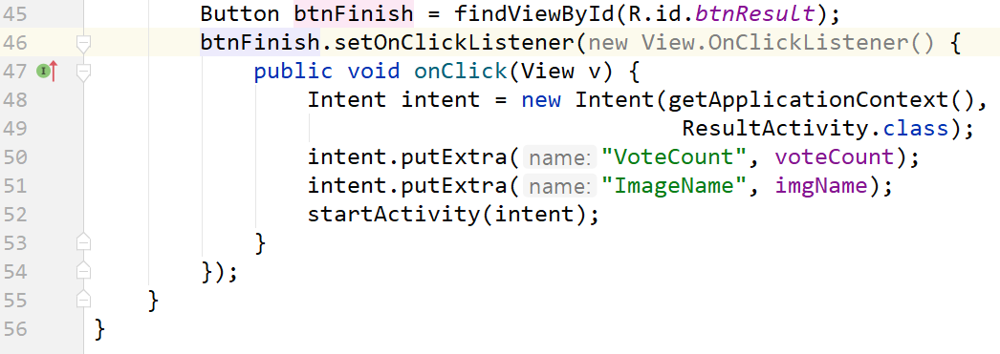 45 Button btnFinish = findViewById(R.id.btnResult);
46 btnFinish.setOnClickListener(new View.OnClickListener() {
47 I public void onClick(View v) {
48 Intent intent = new Intent(getApplicationContext(),
49 ResultActivity.class);
50 intent.putExtra( name: "VoteCount", voteCount);
51 intent.putExtra( name: "ImageName", imgName);
52 startActivity(intent);
53 }
54 });
55 }
56 }